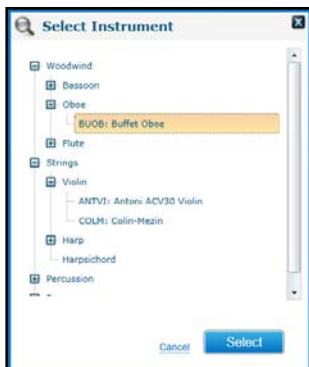 Select Instrument
Woodwind
Bassoon
Oboe
BUOB: Buffet Oboe
Flute
Strings
Violin
ANTVI: Antoni ACV30 Violin
COLM: Colin-Mezin
Harp
Harpsichord
Percussion
Cancel
Select